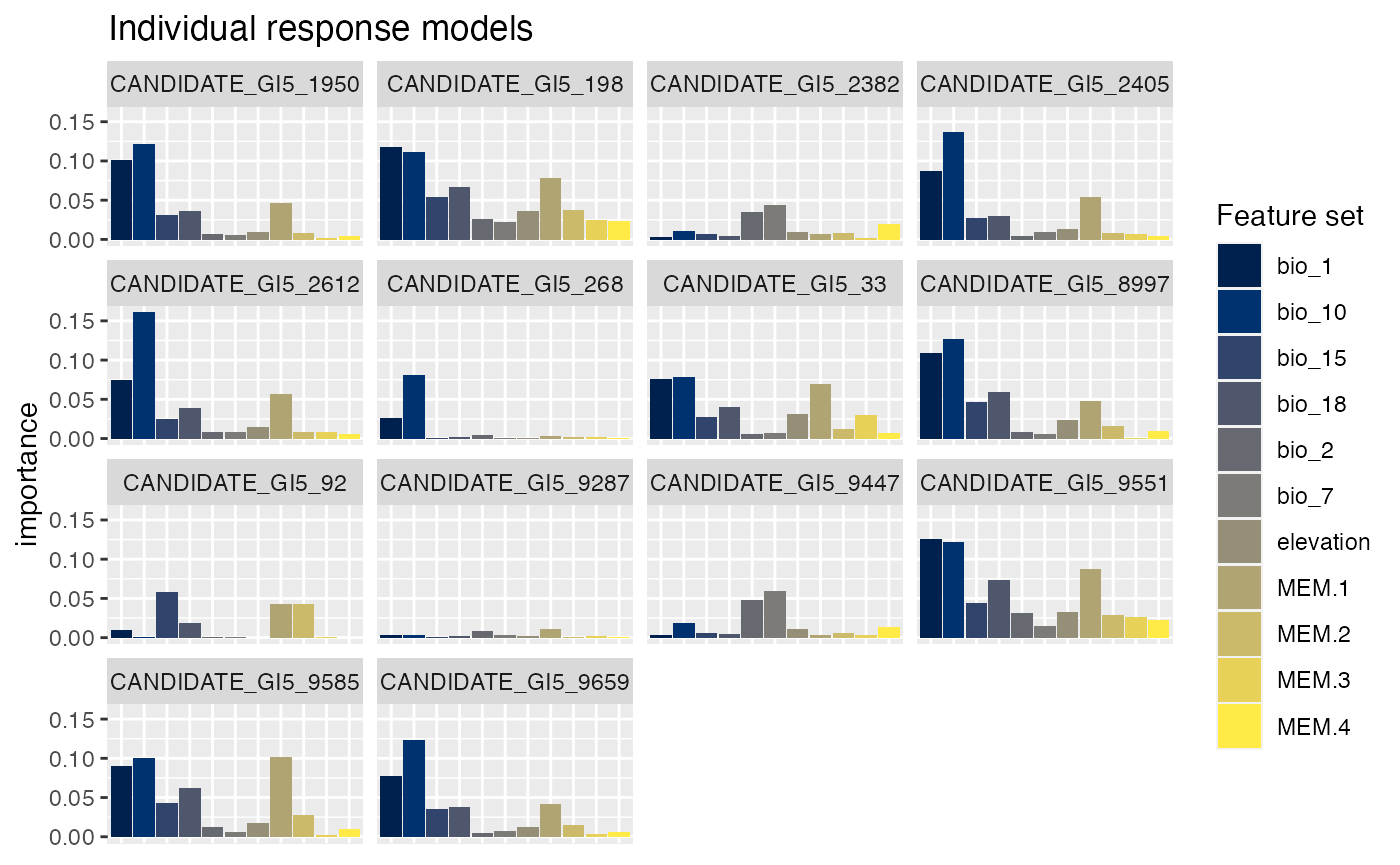 Individual response models
CANDIDATE_GI5_1950 CANDIDATE_GI5_198 CANDIDATE_GI5_2382 CANDIDATE_GI5_2405
0.15
0.10
0.05
0.00
CANDIDATE_GI5_2612 CANDIDATE_GI5_268 CANDIDATE_GI5_33 CANDIDATE_GI5_8997
0.15
0.10
0.05
0.00
CANDIDATE_GI5_92 CANDIDATE_GI5_9287 CANDIDATE_GI5_9447 CANDIDATE_GI5_9551
0.15
0.10
0.05
0.00
CANDIDATE_GI5_9585 CANDIDATE_GI5_9659
0.15
0.10
0.05
0.00
importance
Feature set
bio_1
bio_10
bio_15
bio_18
bio_2
bio_7
elevation
MEM.1
MEM.2
MEM.3
MEM.4